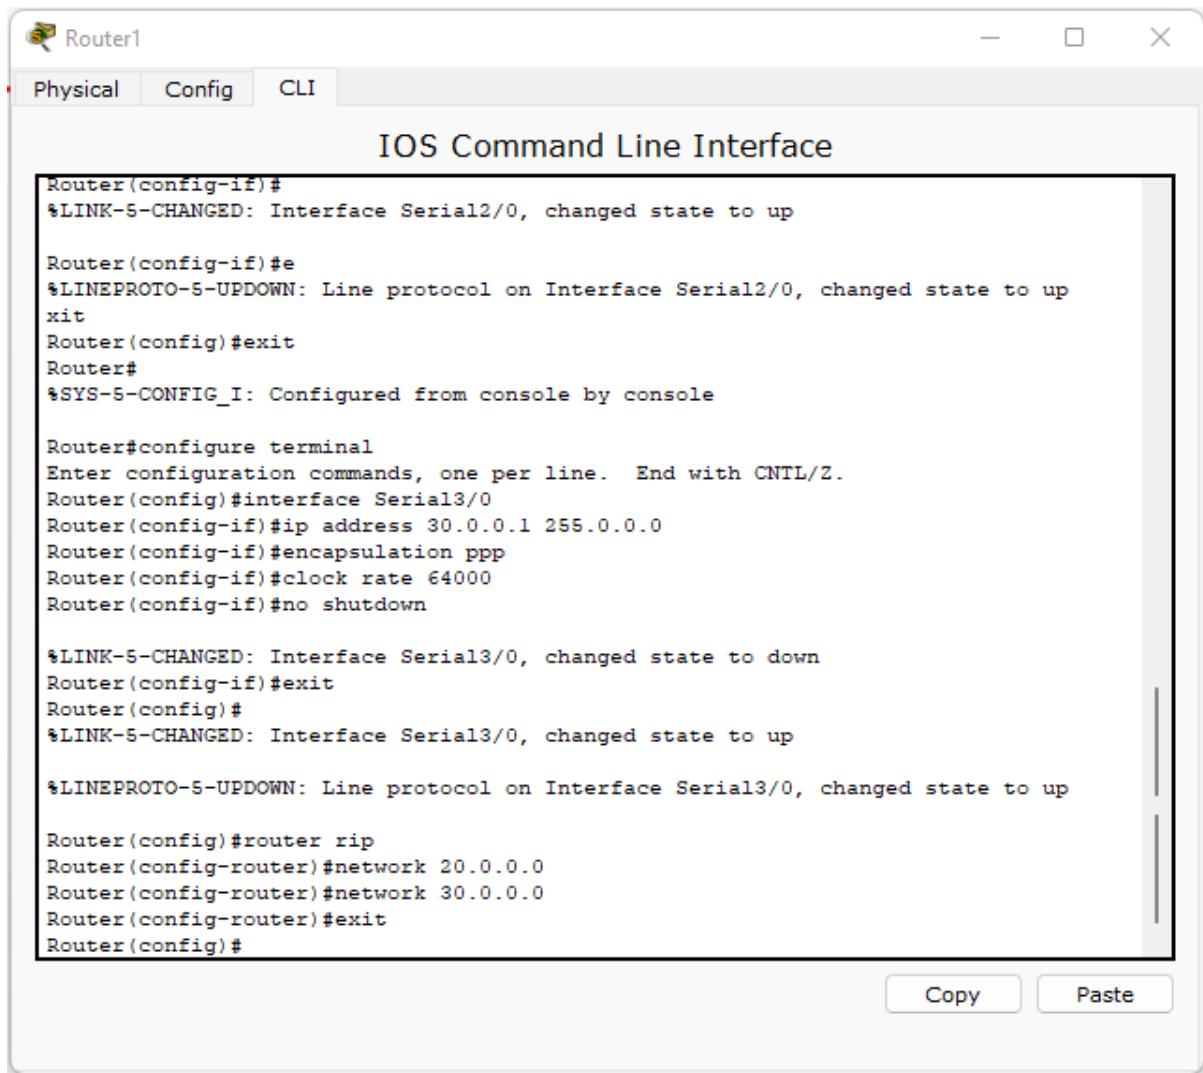 Router1
Physical Config CLI
IOS Command Line Interface
Router(config-if)#
%LINK-5-CHANGED: Interface Serial2/0, changed state to up
Router(config-if)#e
%LINEPROTO-5-UPDOWN: Line protocol on Interface Serial2/0, changed state to up
xit
Router(config)#exit
Router#
%SYS-5-CONFIG_I: Configured from console by console
Router#configure terminal
Enter configuration commands, one per line.  End with CNTL/Z.
Router(config)#interface Serial3/0
Router(config-if)#ip address 30.0.0.1 255.0.0.0
Router(config-if)#encapsulation ppp
Router(config-if)#clock rate 64000
Router(config-if)#no shutdown
%LINK-5-CHANGED: Interface Serial3/0, changed state to down
Router(config-if)#exit
Router(config)#
%LINK-5-CHANGED: Interface Serial3/0, changed state to up
%LINEPROTO-5-UPDOWN: Line protocol on Interface Serial3/0, changed state to up
Router(config)#router rip
Router(config-router)#network 20.0.0.0
Router(config-router)#network 30.0.0.0
Router(config-router)#exit
Router(config)#
Copy Paste